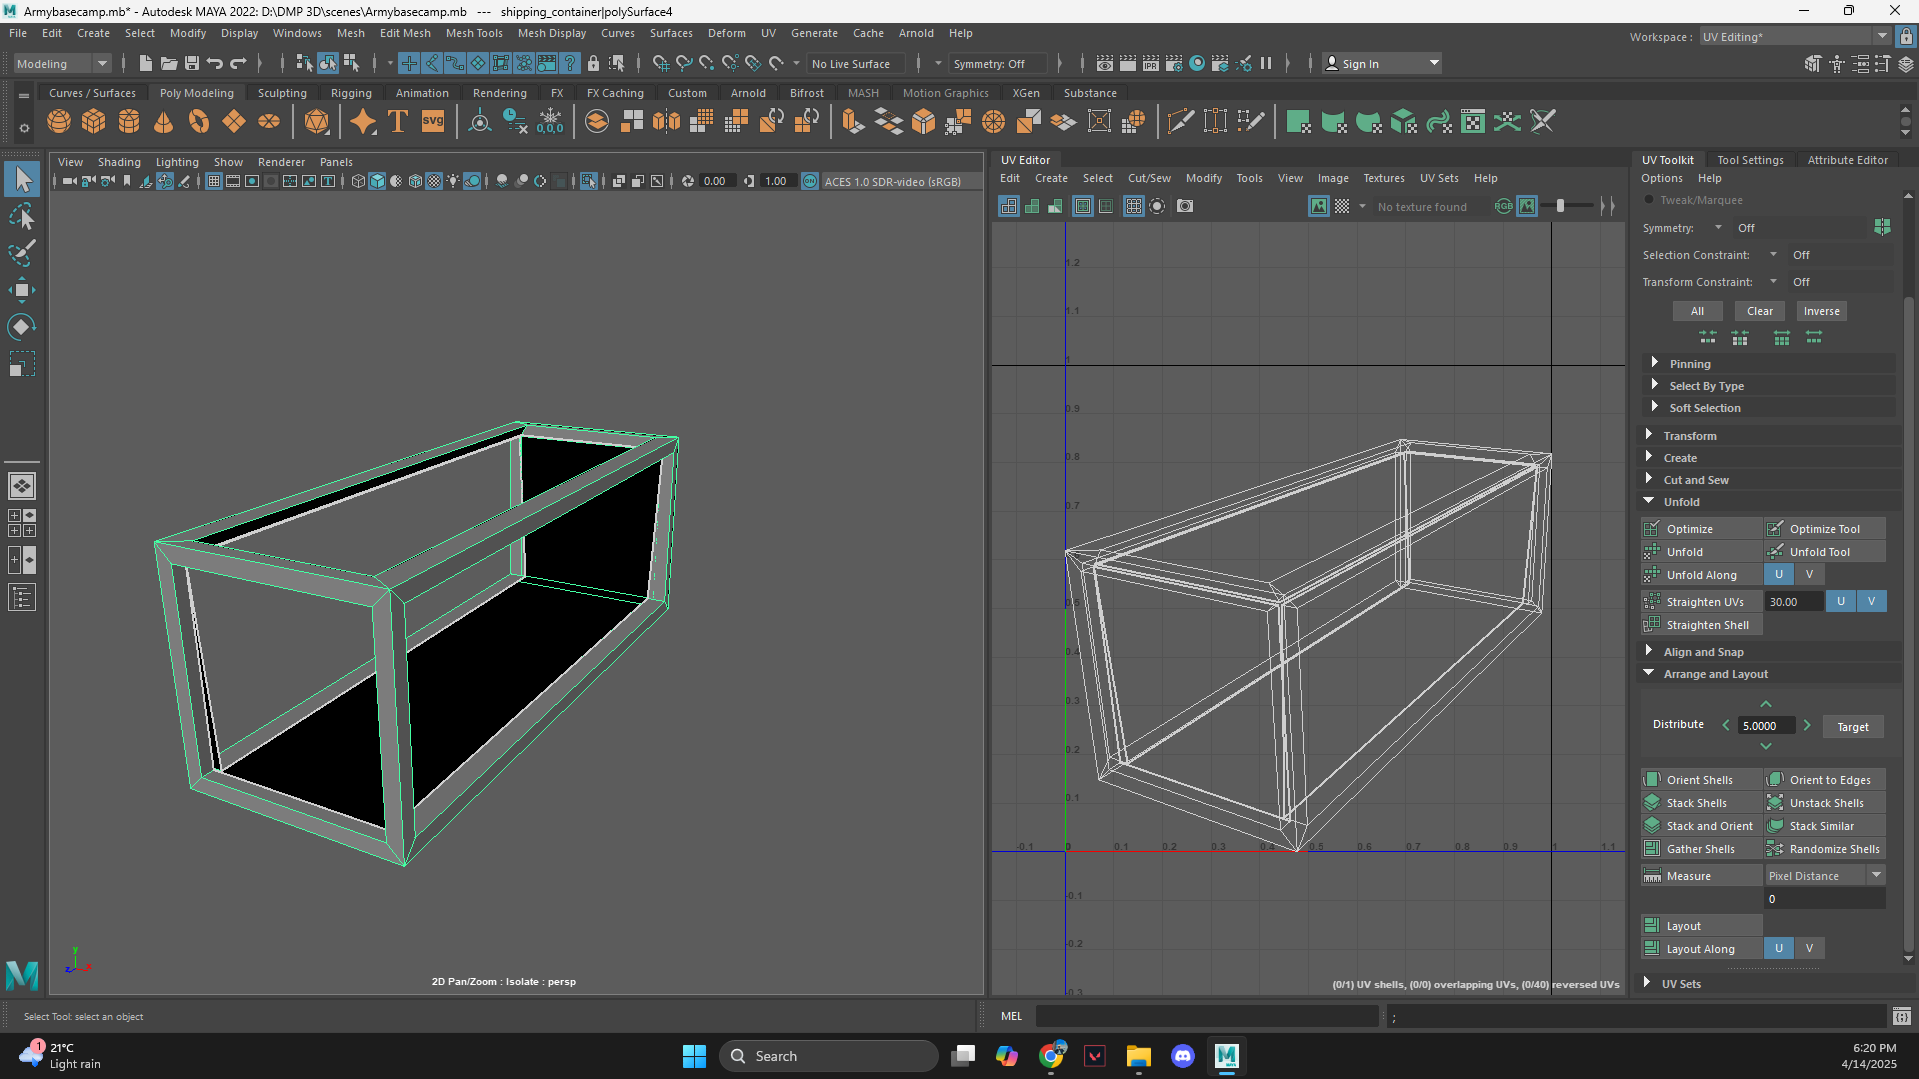 Armybasecamp.mb* - Autodesk MAYA 2022: D:\DMP 3D\scenes\Armybasecamp.mb --- shipping_container|polySurface4
File Edit Create Select Modify Display Windows Mesh Edit Mesh Mesh Tools Mesh Display Curves Surfaces Deform UV Generate Cache Arnold Help
Workspace : UV Editing*
Modeling
No Live Surface
Symmetry: Off
Sign In
Curves / Surfaces Poly Modeling Sculpting Rigging Animation Rendering FX FX Caching Custom Arnold Bifrost MASH Motion Graphics XGen Substance
T svg
0,0,0
View Shading Lighting Show Renderer Panels
IPR
0.00 1.00 ACES 1.0 SDR-video (sRGB)
2D Pan/Zoom : Isolate : persp
y
z x
UV Editor
Edit Create Select Cut/Sew Modify Tools View Image Textures UV Sets Help
No texture found
RGB
1.2
1.1
1
0.9
0.8
0.7
0.5
0.4
0.3
0.2
0.1
-0.1 0 0.1 0.2 0.3 0.4 0.5 0.6 0.7 0.8 0.9 1 1.1
-0.1
-0.2
-0.3
(0/1) UV shells, (0/0) overlapping UVs, (0/40) reversed UVs
UV Toolkit Tool Settings Attribute Editor
Options Help
Tweak/Marquee
Symmetry: Off
Selection Constraint: Off
Transform Constraint: Off
All Clear Inverse
Pinning
Select By Type
Soft Selection
Transform
Create
Cut and Sew
Unfold
Optimize Optimize Tool
Unfold Unfold Tool
Unfold Along U V
Straighten UVs 30.00 U V
Straighten Shell
Align and Snap
Arrange and Layout
Distribute 5.0000 Target
Orient Shells Orient to Edges
Stack Shells Unstack Shells
Stack and Orient Stack Similar
Gather Shells Randomize Shells
Measure Pixel Distance
0
Layout
Layout Along U V
UV Sets
Select Tool: select an object
MEL
;
1
21°C
Light rain
Search
6:20 PM
4/14/2025